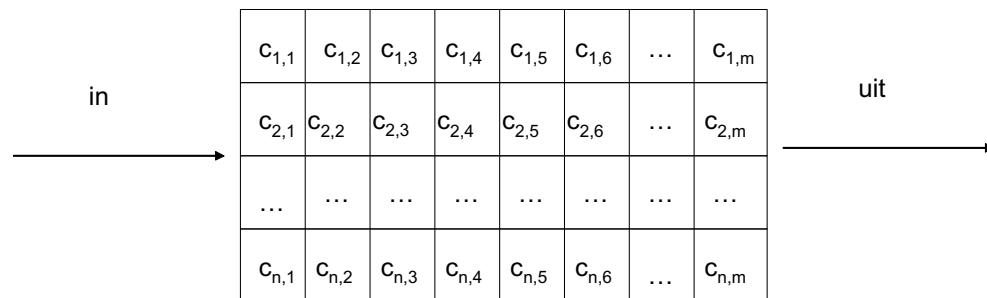 c1,1 c1,2 c1,3 c1,4 c1,5 c1,6 … c1,m
in
uit
c2,1 c2,2 c2,3 c2,4 c2,5 c2,6 … c2,m
… … … … … … … …
cn,1 cn,2 cn,3 cn,4 cn,5 cn,6 … cn,m